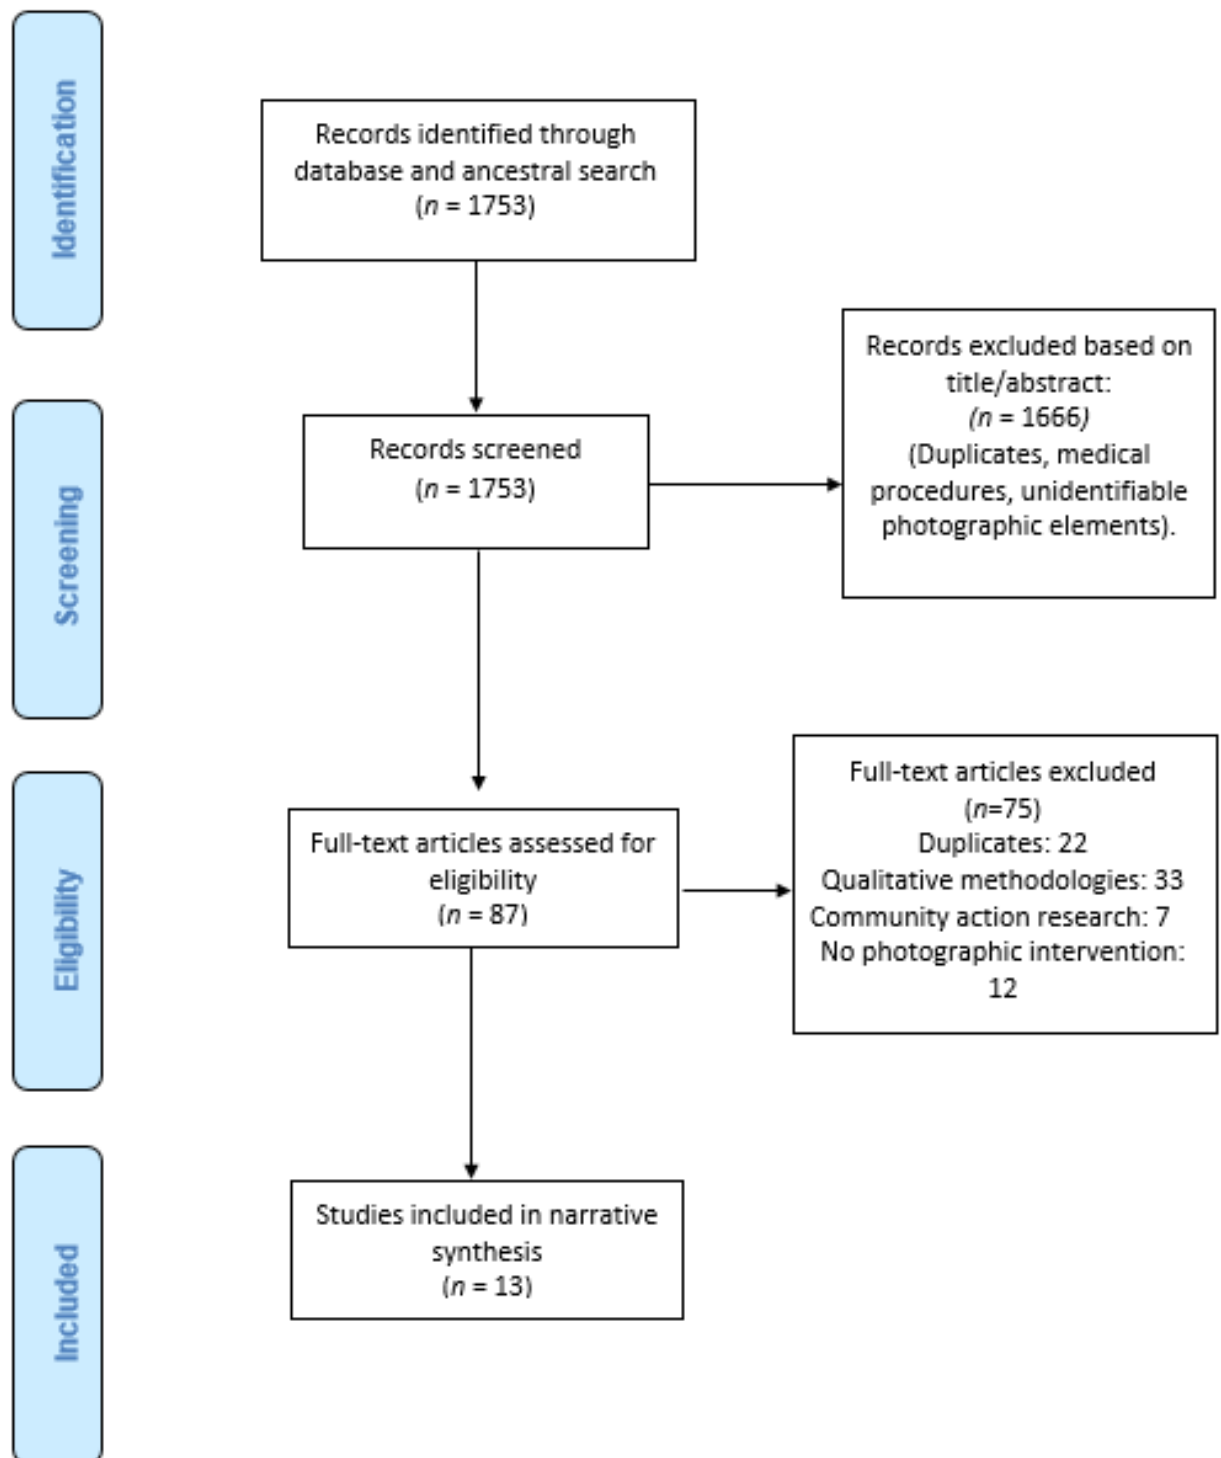 Identification
Records identified through
database and ancestral search
(n = 1753)
Screening
Records screened
(n = 1753)
Records excluded based on
title/abstract:
(n = 1666)
(Duplicates, medical
procedures, unidentifiable
photographic elements).
Eligibility
Full-text articles assessed for
eligibility
(n = 87)
Full-text articles excluded
(n=75)
Duplicates: 22
Qualitative methodologies: 33
Community action research: 7
No photographic intervention:
12
Included
Studies included in narrative
synthesis
(n = 13)